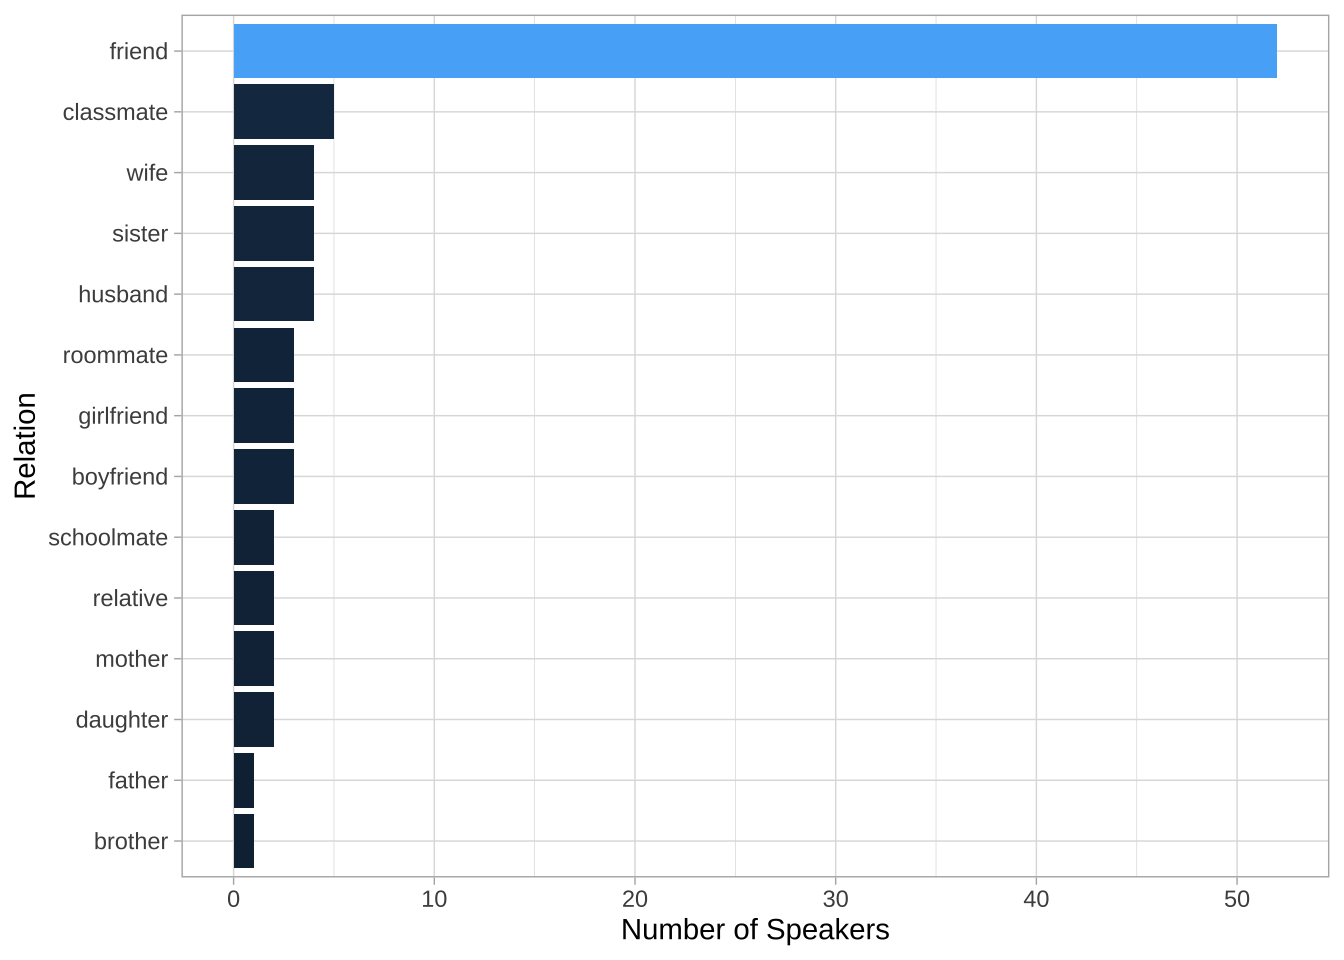 friend
classmate
wife
sister
husband
roommate
girlfriend
boyfriend
schoolmate
relative
mother
daughter
father
brother
Relation
0 10 20 30 40 50
Number of Speakers